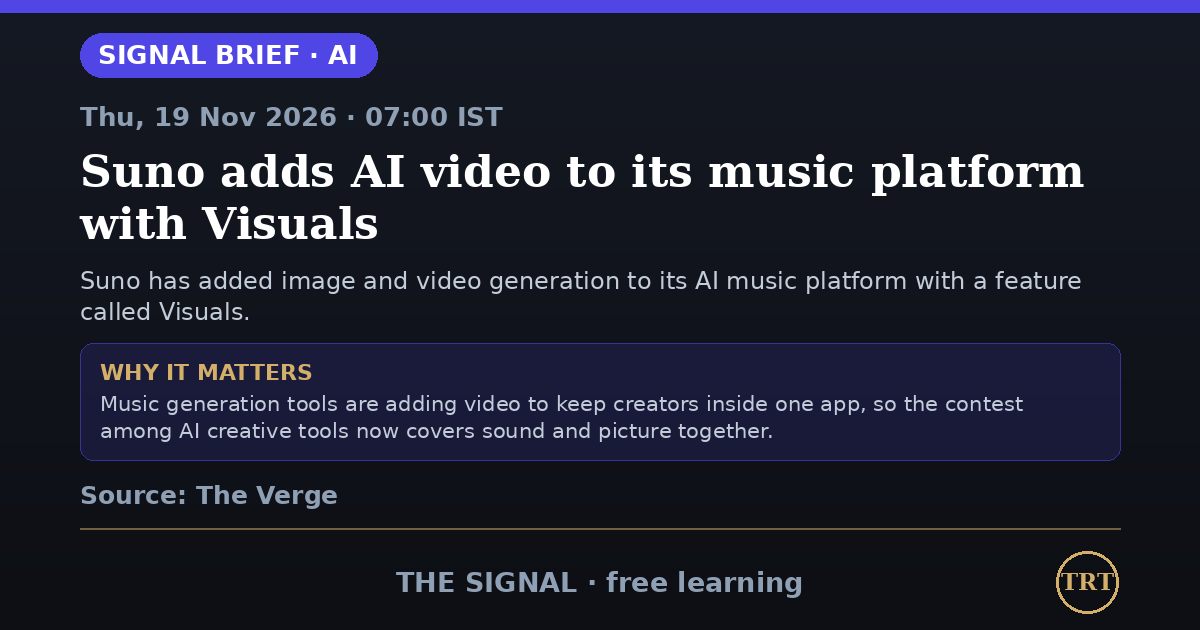 SIGNAL BRIEF · AI
Thu, 19 Nov 2026 · 07:00 IST
Suno adds AI video to its music platform
with Visuals
Suno has added image and video generation to its AI music platform with a feature
called Visuals.
WHY IT MATTERS
Music generation tools are adding video to keep creators inside one app, so the contest
among AI creative tools now covers sound and picture together.
Source: The Verge
THE SIGNAL · free learning
TRT